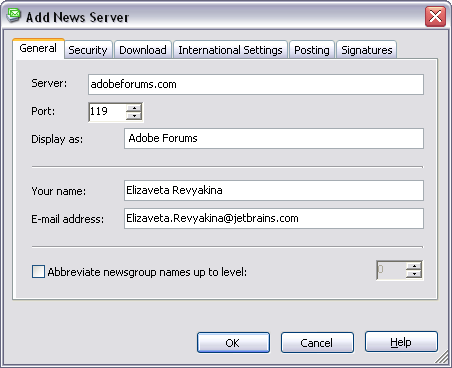 Add News Server
General Security Download International Settings Posting Signatures
Server: adobeforums.com
Port: 119
Display as: Adobe Forums
Your name: Elizaveta Revyakina
E-mail address: Elizaveta.Revyakina@jetbrains.com
Abbreviate newsgroup names up to level: 0
OK Cancel Help